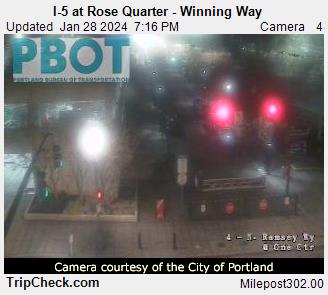 I-5 at Rose Quarter - Winning Way
Updated Jan 28 2024 7:16 PM Camera 4
PBOT
PORTLAND BUREAU OF TRANSPORTATION
4 - N. Ramsey Wy
@ One Ctr
Camera courtesy of the City of Portland
TripCheck.com Milepost302.00